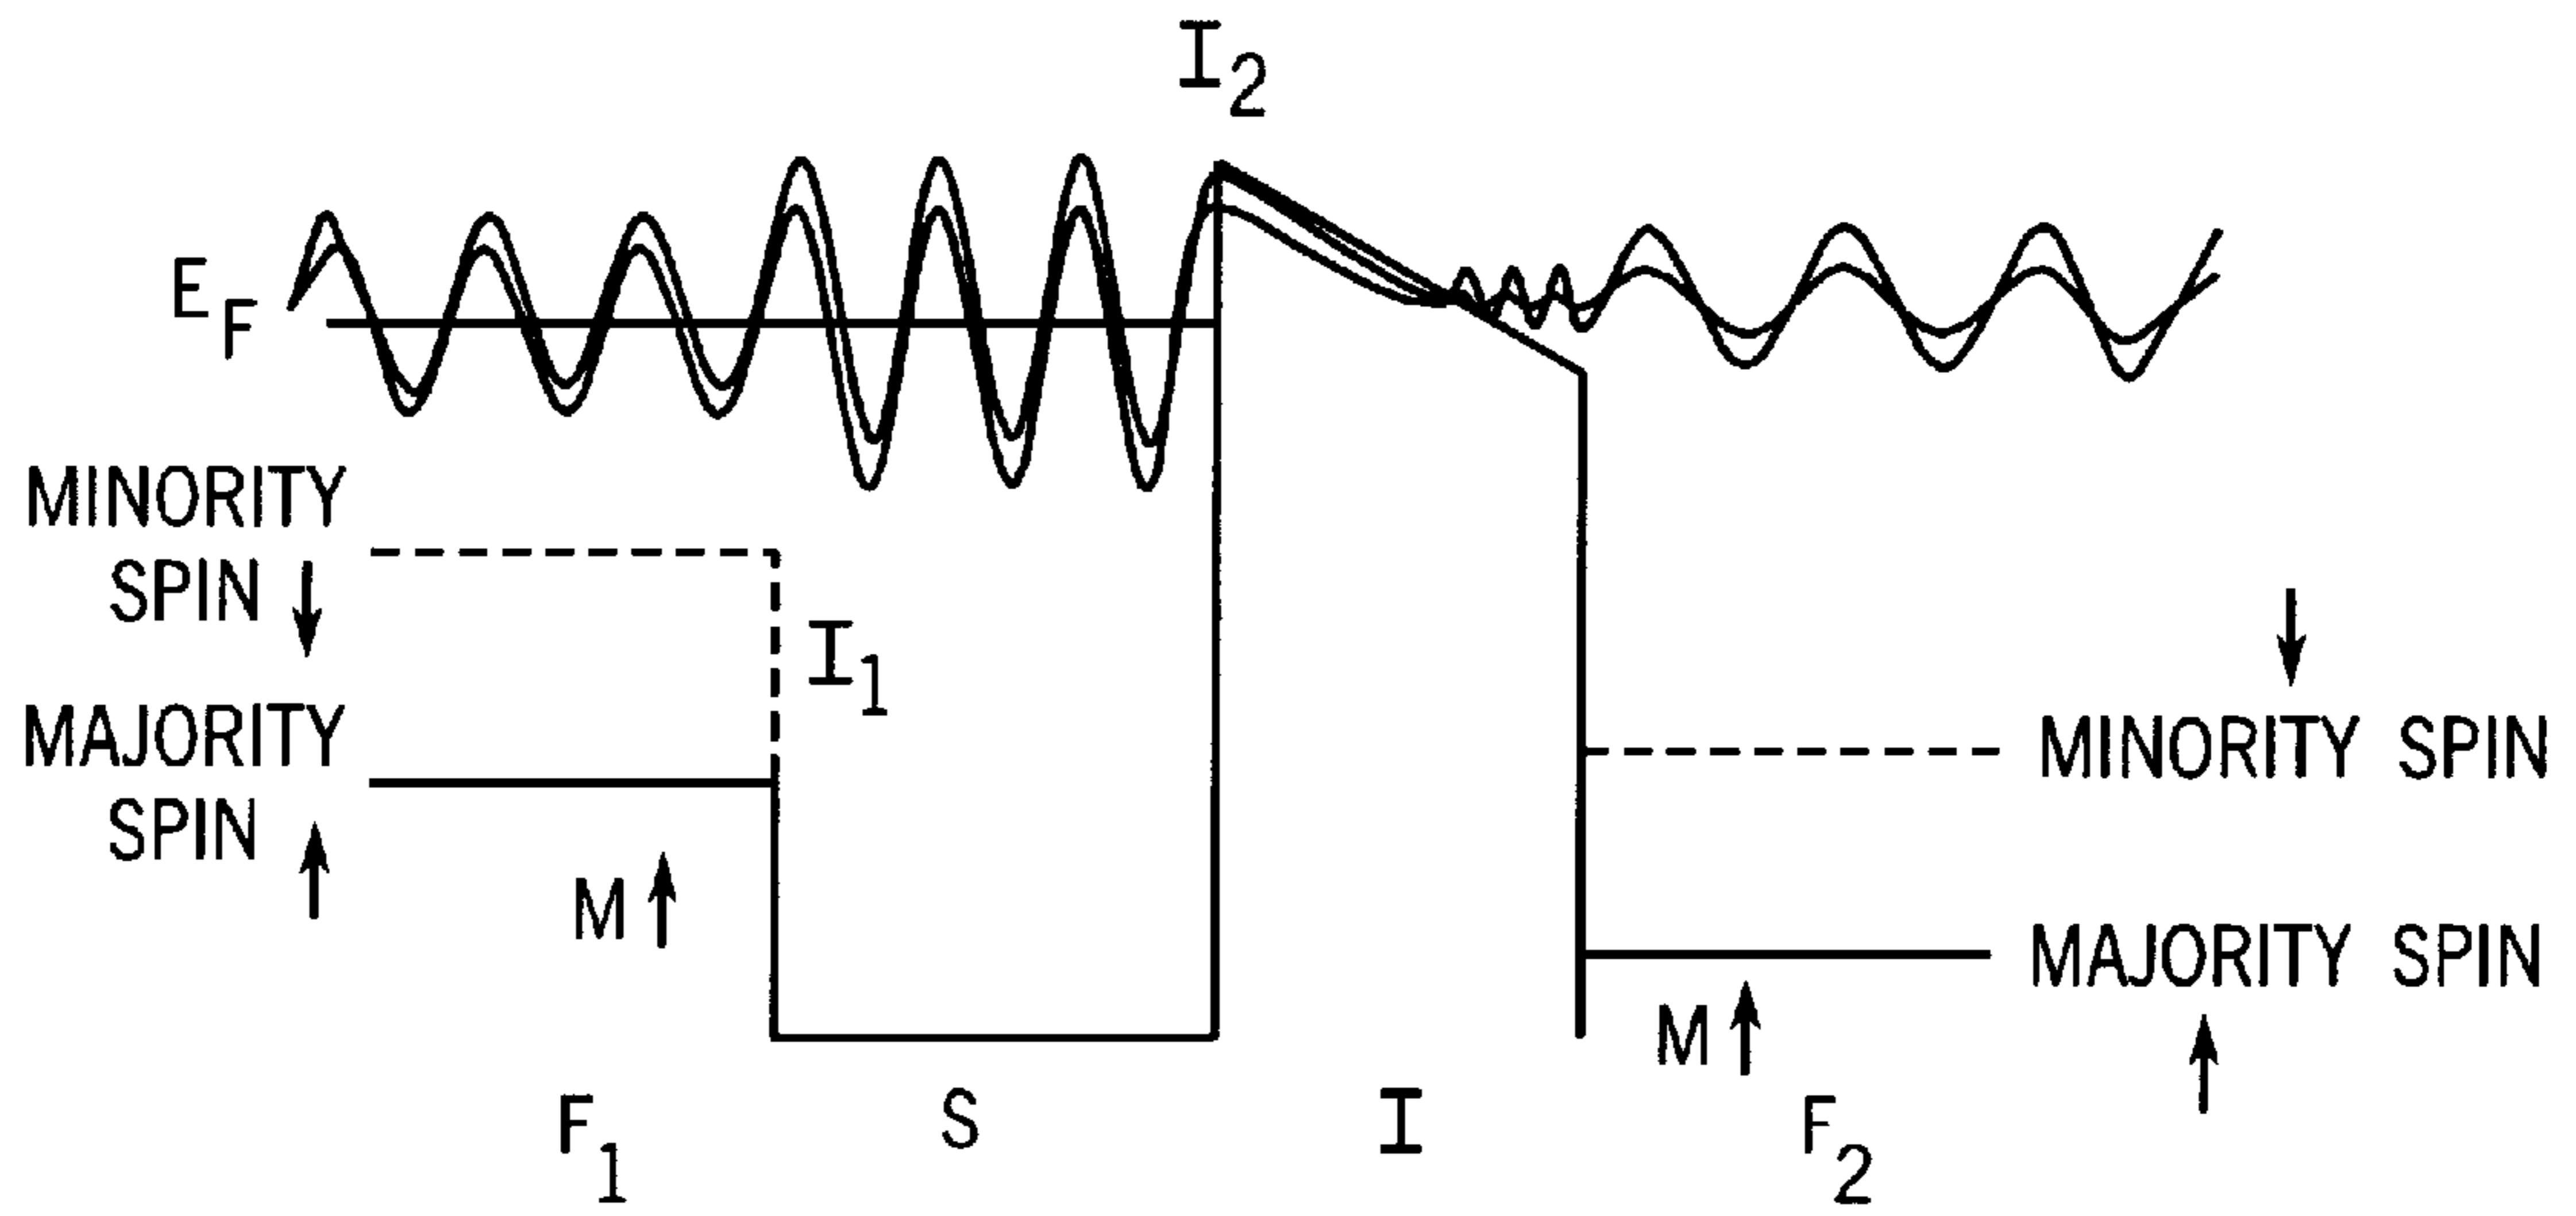 I2
EF
MINORITY
SPIN ↓
I1
MAJORITY
SPIN ↑
M ↑
↓
MINORITY SPIN
MAJORITY SPIN
↑
M ↑
F1 S I F2